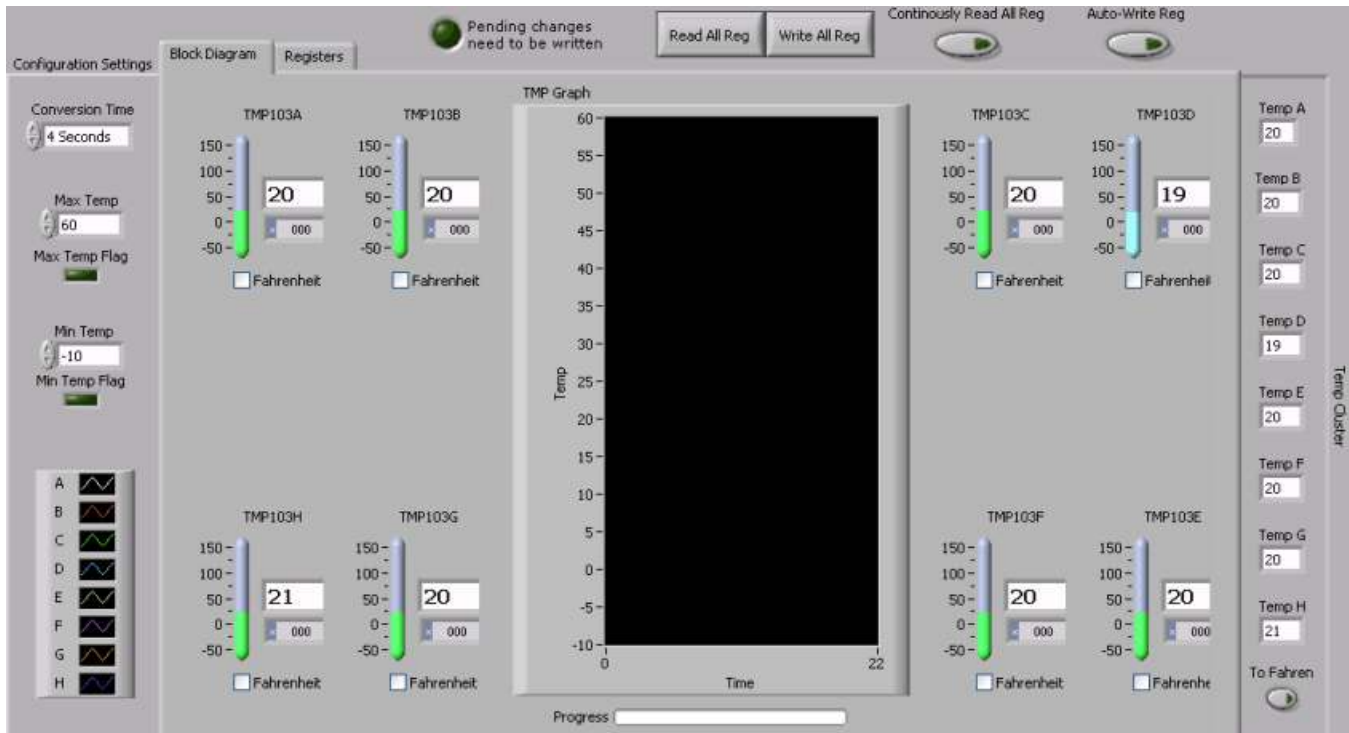 Pending changes
need to be written
Read All Reg
Write All Reg
Continously Read All Reg
Auto-Write Reg
Configuration Settings
Block Diagram
Registers
Conversion Time
4 Seconds
Max Temp
60
Max Temp Flag
Min Temp
-10
Min Temp Flag
A
B
C
D
E
F
G
H
TMP103A
150
100
50
0
-50
20
000
Fahrenheit
TMP103B
150
100
50
0
-50
20
000
Fahrenheit
TMP Graph
60
55
50
45
40
35
30
25
20
15
10
5
0
-5
-10
Temp
0
22
Time
TMP103C
150
100
50
0
-50
20
000
Fahrenheit
TMP103D
150
100
50
0
-50
19
000
Fahrenheit
TMP103H
150
100
50
0
-50
21
000
Fahrenheit
TMP103G
150
100
50
0
-50
20
000
Fahrenheit
TMP103F
150
100
50
0
-50
20
000
Fahrenheit
TMP103E
150
100
50
0
-50
20
000
Fahrenhe
Progress
Temp A
20
Temp B
20
Temp C
20
Temp D
19
Temp E
20
Temp F
20
Temp G
20
Temp H
21
To Fahren
Temp Cluster